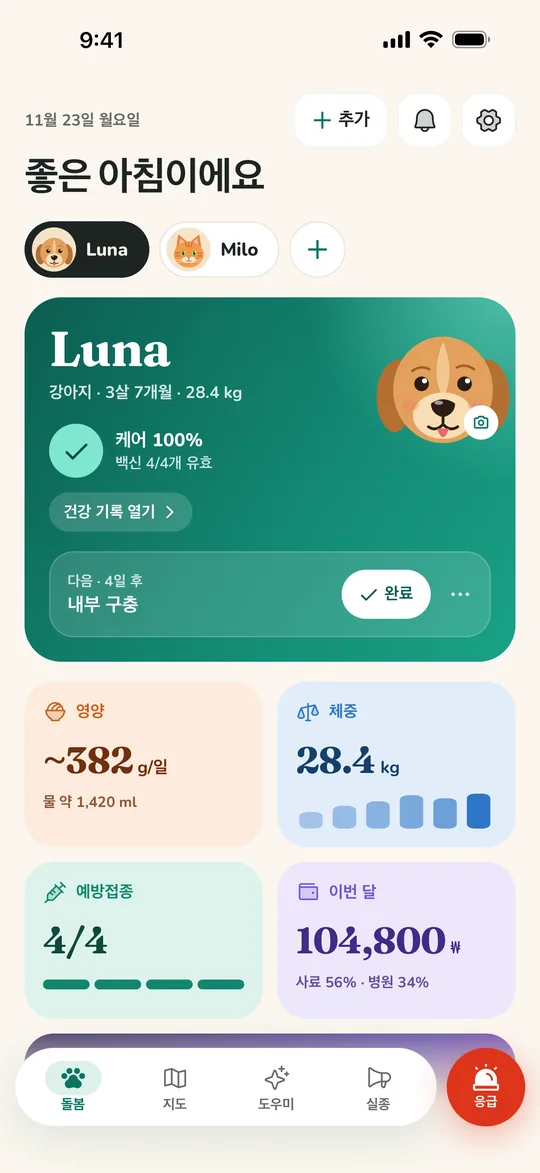 9:41
11월 23일 월요일
추가
좋은 아침이에요
Luna
Milo
Luna
강아지 · 3살 7개월 · 28.4 kg
케어 100%
백신 4/4개 유효
건강 기록 열기
다음 · 4일 후
내부 구충
완료
영양
~382 g/일
물 약 1,420 ml
체중
28.4 kg
예방접종
4/4
이번 달
104,800 ₩
사료 56% · 병원 34%
돌봄
지도
도우미
실종
응급